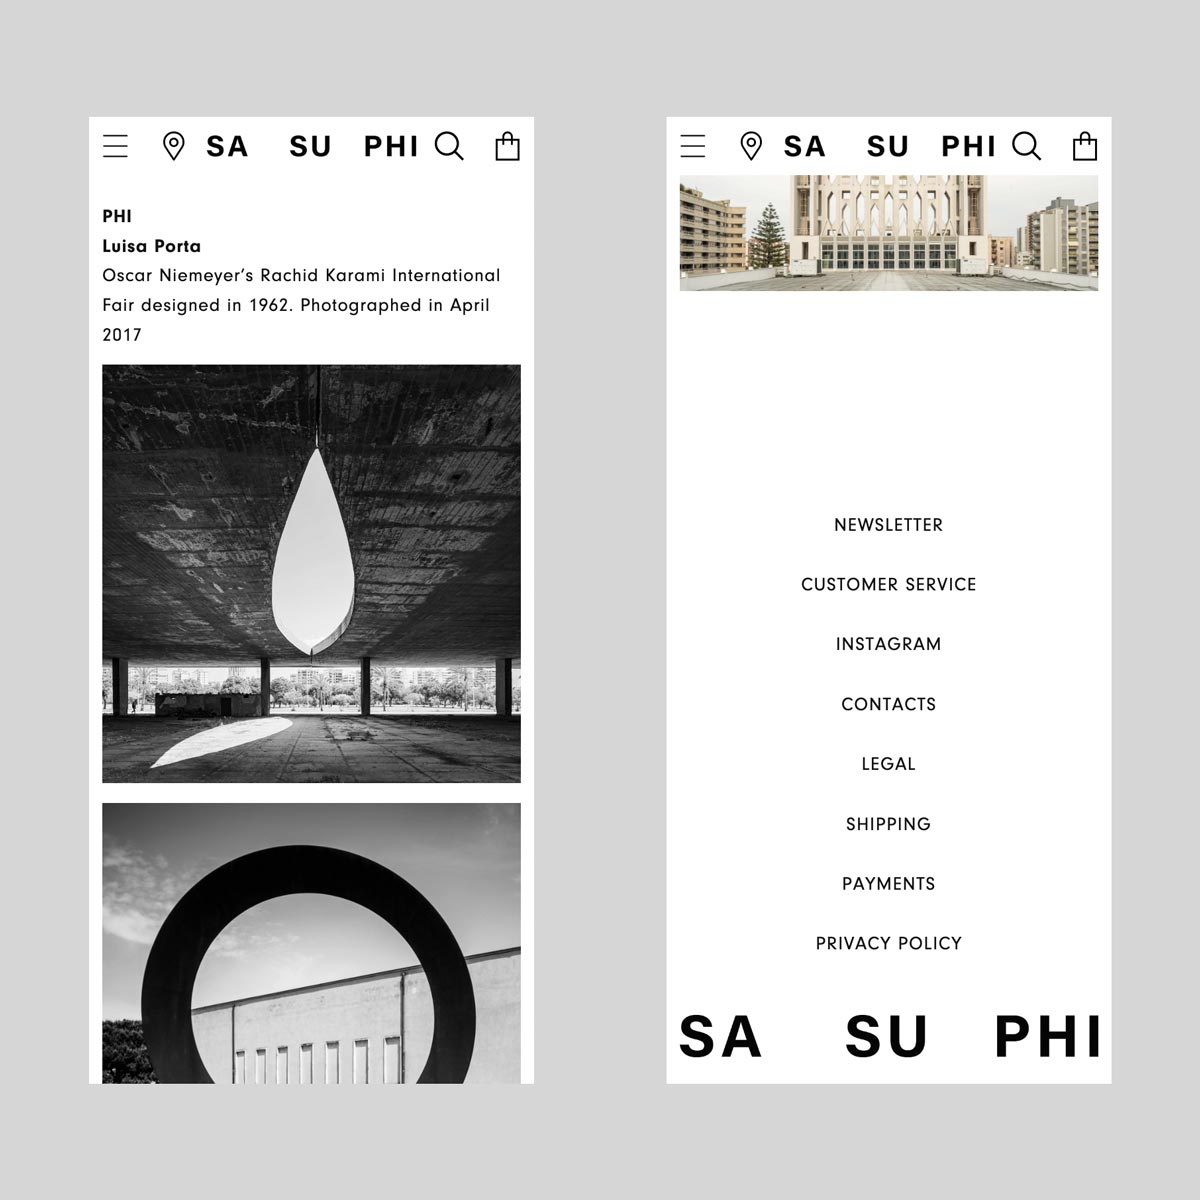 SA SU PHI
PHI
Luisa Porta
Oscar Niemeyer’s Rachid Karami International
Fair designed in 1962. Photographed in April
2017
SA SU PHI
NEWSLETTER
CUSTOMER SERVICE
INSTAGRAM
CONTACTS
LEGAL
SHIPPING
PAYMENTS
PRIVACY POLICY
SA SU PHI